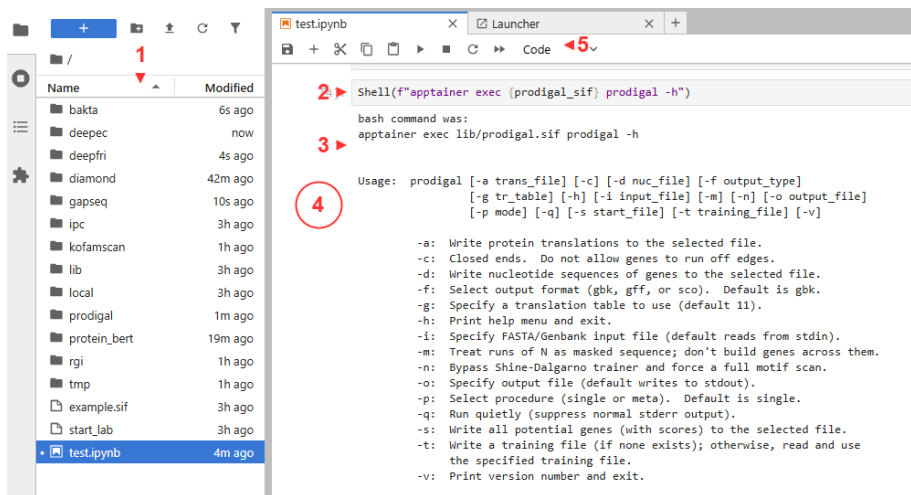 test.ipynb
Launcher
Code
5
/
1
Name
Modified
bakta 6s ago
deepec now
deepfri 4s ago
diamond 42m ago
gapseq 10s ago
ipc 3h ago
kofamscan 1h ago
lib 3h ago
local 3h ago
prodigal 1m ago
protein_bert 19m ago
rgi 1h ago
tmp 1h ago
example.sif 3h ago
start_lab 3h ago
test.ipynb 4m ago
2
Shell(f"apptainer exec {prodigal_sif} prodigal -h")
bash command was:
apptainer exec lib/prodigal.sif prodigal -h
3
4
Usage:  prodigal [-a trans_file] [-c] [-d nuc_file] [-f output_type]
[-g tr_table] [-h] [-i input_file] [-m] [-n] [-o output_file]
[-p mode] [-q] [-s start_file] [-t training_file] [-v]
-a:  Write protein translations to the selected file.
-c:  Closed ends.  Do not allow genes to run off edges.
-d:  Write nucleotide sequences of genes to the selected file.
-f:  Select output format (gbk, gff, or sco).  Default is gbk.
-g:  Specify a translation table to use (default 11).
-h:  Print help menu and exit.
-i:  Specify FASTA/Genbank input file (default reads from stdin).
-m:  Treat runs of N as masked sequence; don't build genes across them.
-n:  Bypass Shine-Dalgarno trainer and force a full motif scan.
-o:  Specify output file (default writes to stdout).
-p:  Select procedure (single or meta).  Default is single.
-q:  Run quietly (suppress normal stderr output).
-s:  Write all potential genes (with scores) to the selected file.
-t:  Write a training file (if none exists); otherwise, read and use
the specified training file.
-v:  Print version number and exit.